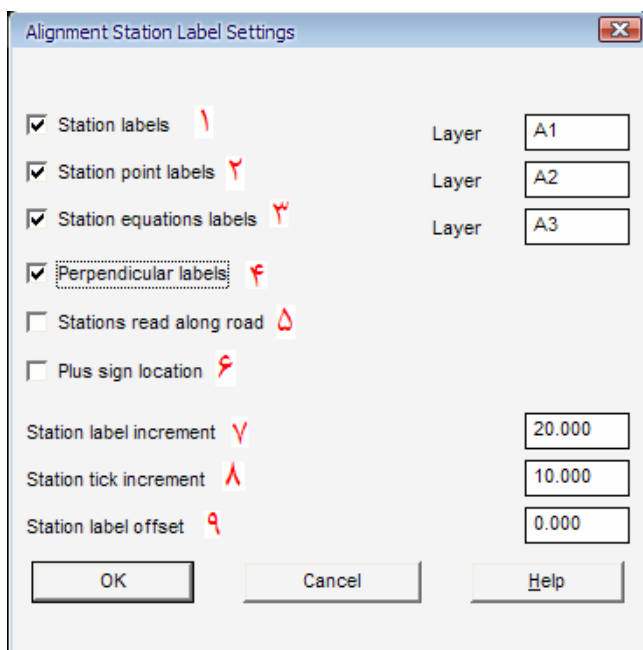 Alignment Station Label Settings
Station labels ۱ Layer A1
Station point labels ۲ Layer A2
Station equations labels ۳ Layer A3
Perpendicular labels ۴
Stations read along road ۵
Plus sign location ۶
Station label increment ۷ 20.000
Station tick increment ۸ 10.000
Station label offset ۹ 0.000
OK Cancel Help